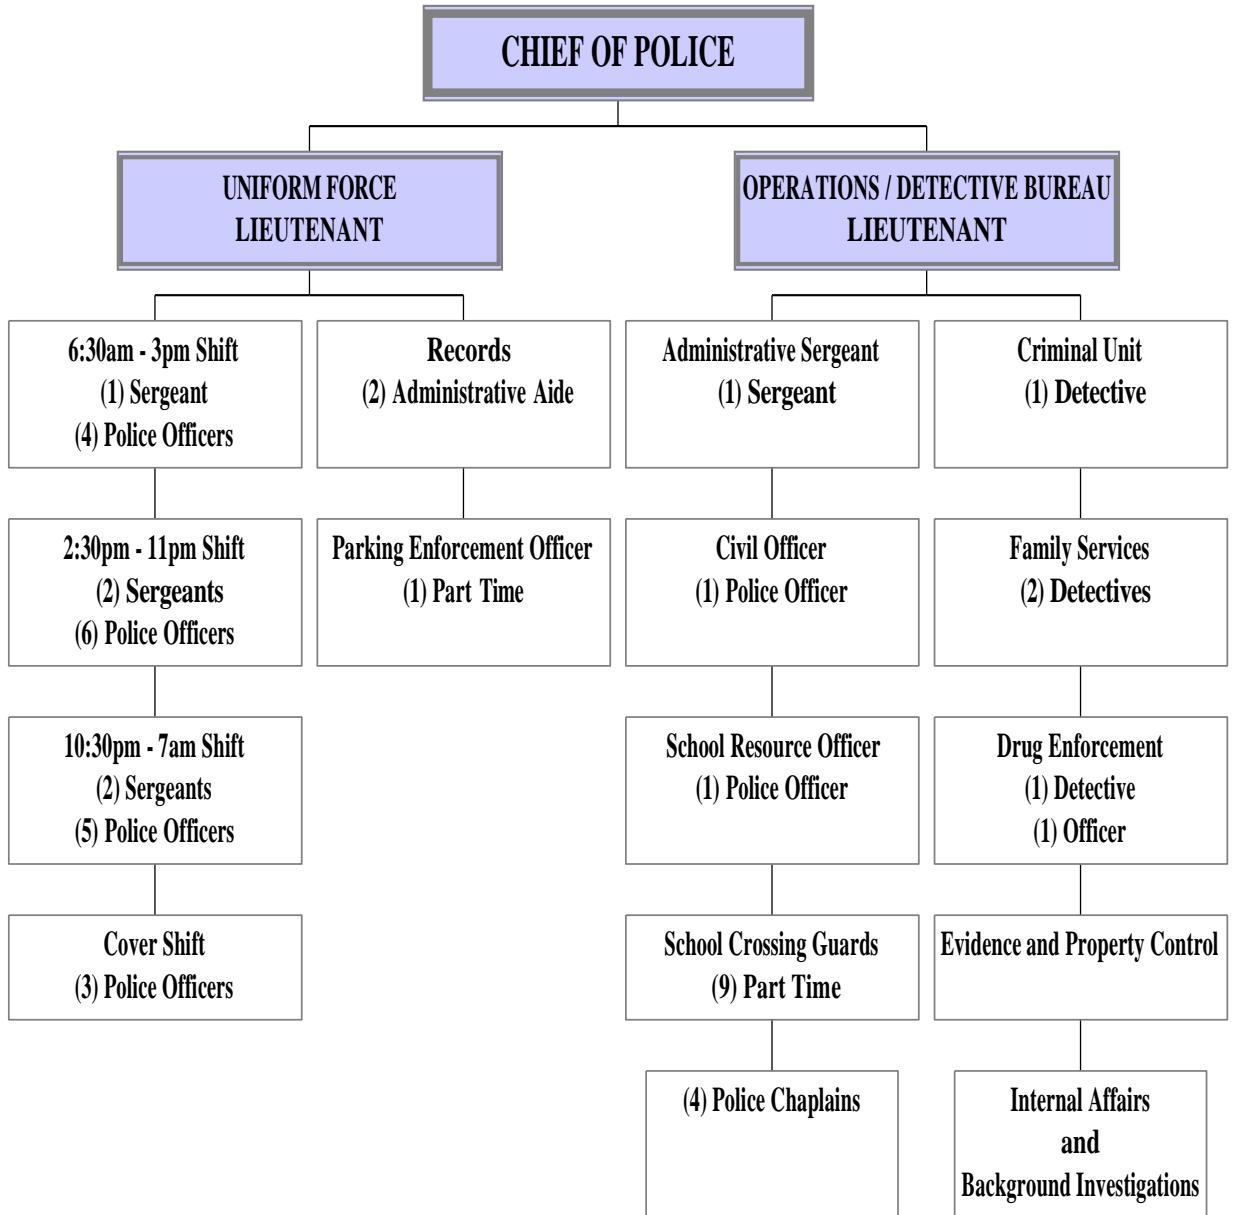 CHIEF OF POLICE
UNIFORM FORCE
LIEUTENANT
OPERATIONS / DETECTIVE BUREAU
LIEUTENANT
6:30am - 3pm Shift
(1) Sergeant
(4) Police Officers
Records
(2) Administrative Aide
Administrative Sergeant
(1) Sergeant
Criminal Unit
(1) Detective
2:30pm - 11pm Shift
(2) Sergeants
(6) Police Officers
Parking Enforcement Officer
(1) Part Time
Civil Officer
(1) Police Officer
Family Services
(2) Detectives
10:30pm - 7am Shift
(2) Sergeants
(5) Police Officers
School Resource Officer
(1) Police Officer
Drug Enforcement
(1) Detective
(1) Officer
Cover Shift
(3) Police Officers
School Crossing Guards
(9) Part Time
Evidence and Property Control
(4) Police Chaplains
Internal Affairs
and
Background Investigations